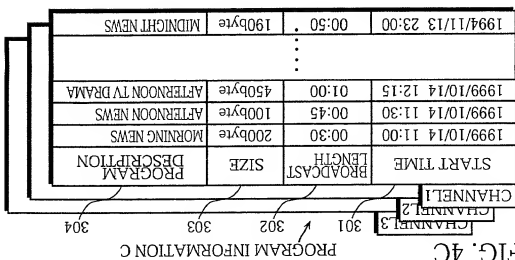 FIG. 4C
PROGRAM INFORMATION C
301 302 303 304
CHANNEL3
CHANNEL2
CHANNEL1
START TIME BROADCAST LENGTH SIZE PROGRAM DESCRIPTION
1999/10/14 11:00 00:30 200byte MORNING NEWS
1999/10/14 11:30 00:45 100byte AFTERNOON NEWS
1999/10/14 12:15 01:00 450byte AFTERNOON TV DRAMA
1994/11/13 23:00 00:50 190byte MIDNIGHT NEWS